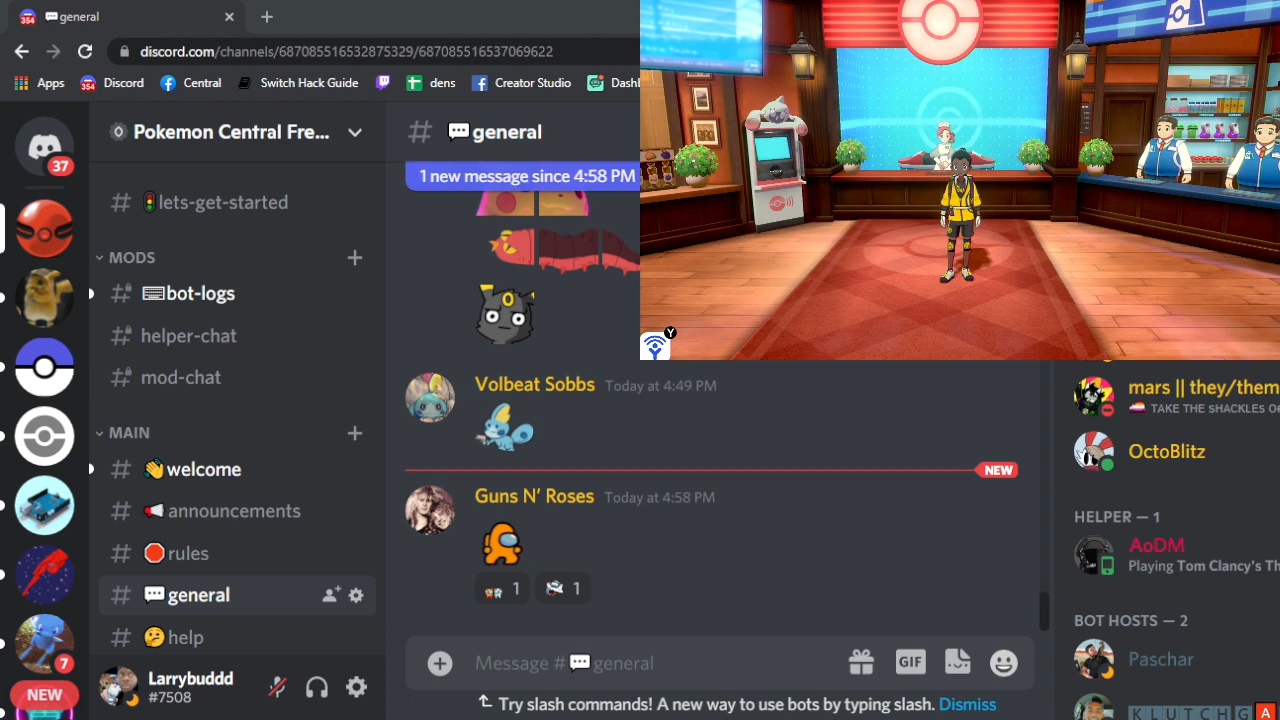 354
general
discord.com/channels/687085516532875329/687085516537069622
Apps
354
Discord
Central
Switch Hack Guide
dens
Creator Studio
Dashl
37
Pokemon Central Fre...
# general
1 new message since 4:58 PM
# lets-get-started
MODS
# bot-logs
# helper-chat
# mod-chat
MAIN
# welcome
# announcements
# rules
# general
# help
7
NEW
Larrybuddd
#7508
Volbeat Sobbs Today at 4:49 PM
NEW
Guns N' Roses Today at 4:58 PM
1 1
Message # general
GIF
Try slash commands! A new way to use bots by typing slash. Dismiss
Y
mars || they/them
TAKE THE SHACKLES O
OctoBlitz
HELPER — 1
AoDM
Playing Tom Clancy's Th
BOT HOSTS — 2
Paschar
K L U T C H G A